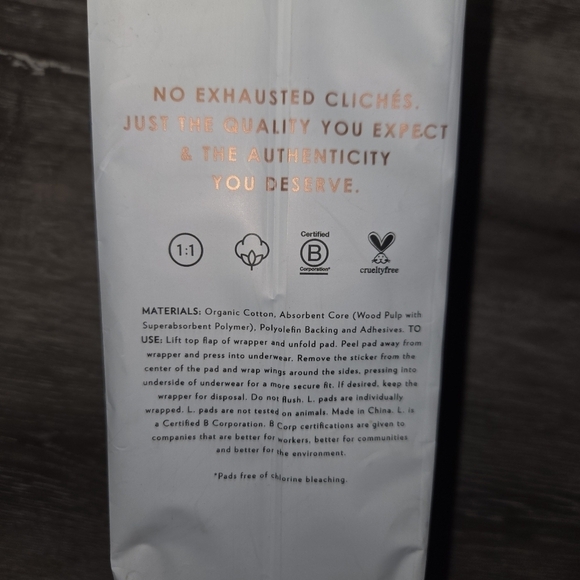 NO EXHAUSTED CLICHÉS.
JUST THE QUALITY YOU EXPECT
& THE AUTHENTICITY
YOU DESERVE.
1:1
Certified
B
Corporation®
crueltyfree
MATERIALS: Organic Cotton, Absorbent Core (Wood Pulp with
Superabsorbent Polymer), Polyolefin Backing and Adhesives. TO
USE: Lift top flap of wrapper and unfold pad. Peel pad away from
wrapper and press into underwear. Remove the sticker from the
center of the pad and wrap wings around the sides, pressing into
underside of underwear for a more secure fit. If desired, keep the
wrapper for disposal. Do not flush. L. pads are individually
wrapped. L. pads are not tested on animals. Made in China. L. is
a Certified B Corporation. B Corp certifications are given to
companies that are better for workers, better for communities
and better for the environment.
*Pads free of chlorine bleaching.